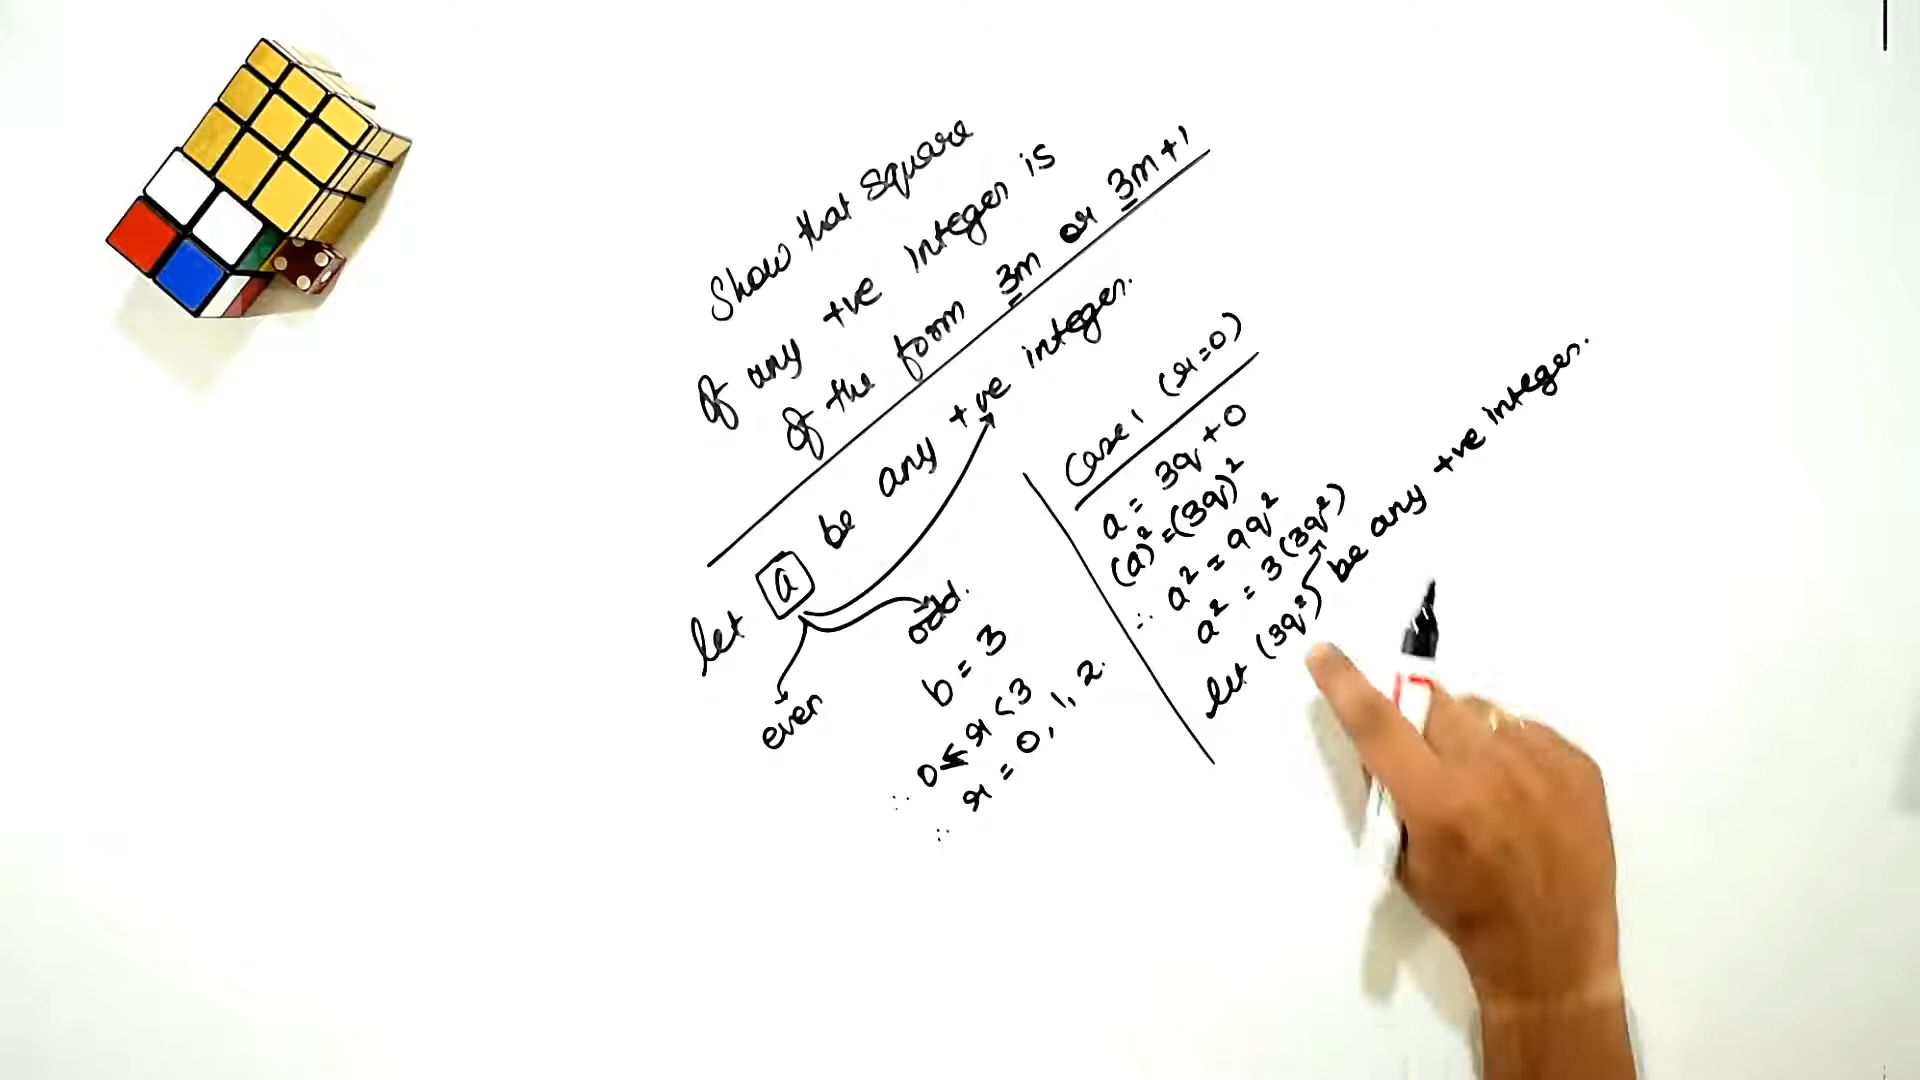 Show that square
of any +ve integer is
of the form 3m or 3m+1
let a be any +ve integer.
even
odd.
b = 3
∴ 0 ≤ r < 3
∴ r = 0, 1, 2.
Case 1 (r=0)
a = 3q + 0
(a)² = (3q)²
∴ a² = 9q²
a² = 3(3q²)
let (3q²) be any +ve integer.